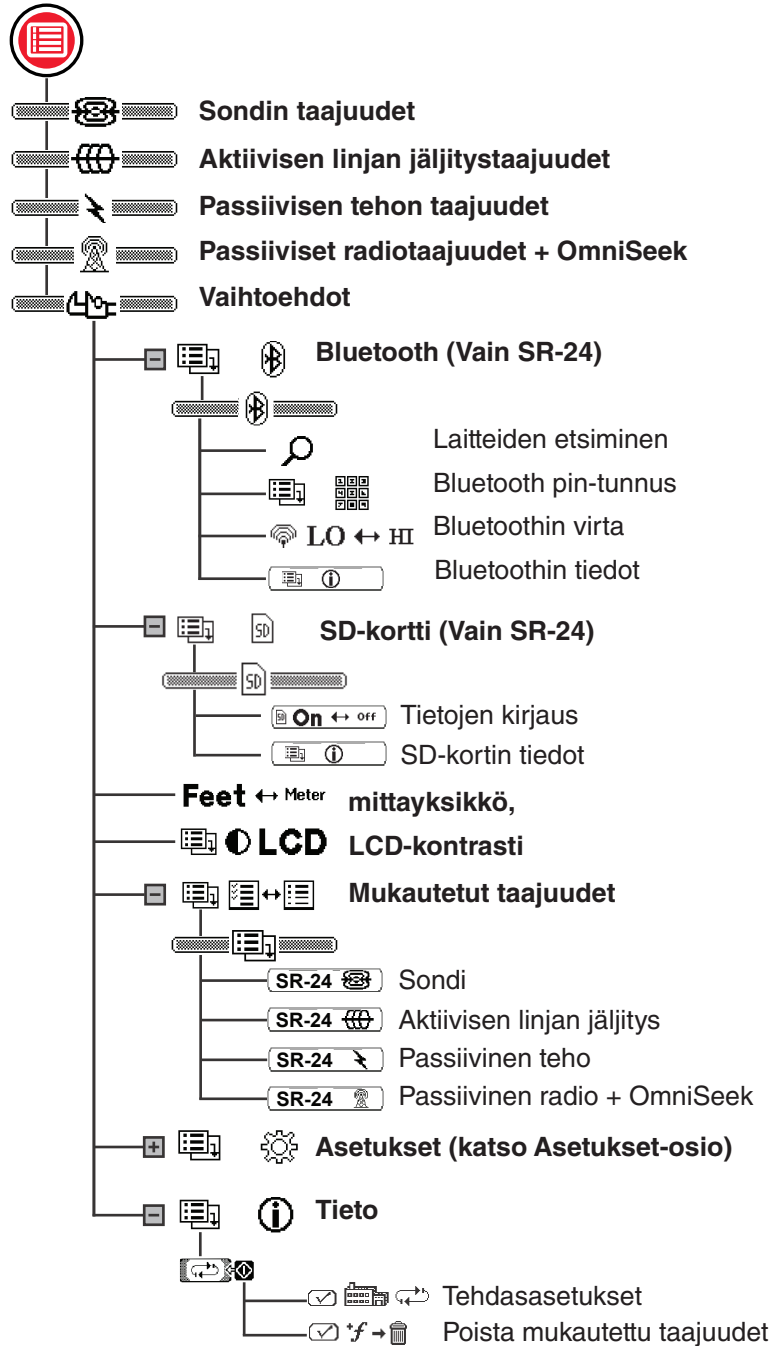 Sondin taajuudet
Aktiivisen linjan jäljitystaajuudet
Passiivisen tehon taajuudet
Passiiviset radiotaajuudet + OmniSeek
Vaihtoehdot
Bluetooth (Vain SR-24)
Laitteiden etsiminen
Bluetooth pin-tunnus
LO ↔ HI Bluetoothin virta
Bluetoothin tiedot
SD SD-kortti (Vain SR-24)
SD
On ↔ Off Tietojen kirjaus
SD-kortin tiedot
Feet ↔ Meter mittayksikkö,
LCD LCD-kontrasti
Mukautetut taajuudet
SR-24 Sondi
SR-24 Aktiivisen linjan jäljitys
SR-24 Passiivinen teho
SR-24 Passiivinen radio + OmniSeek
Asetukset (katso Asetukset-osio)
Tieto
Tehdasasetukset
+f → Poista mukautettu taajuudet